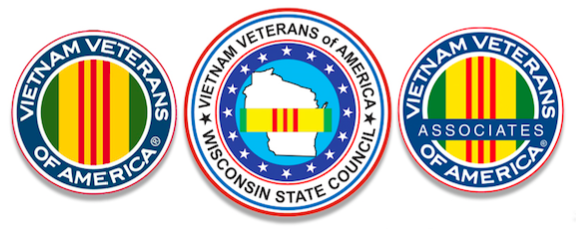 VIETNAM VETERANS
OF AMERICA®
VIETNAM VETERANS of AMERICA
★ WISCONSIN STATE COUNCIL ★
VIETNAM VETERANS
ASSOCIATES
OF AMERICA®